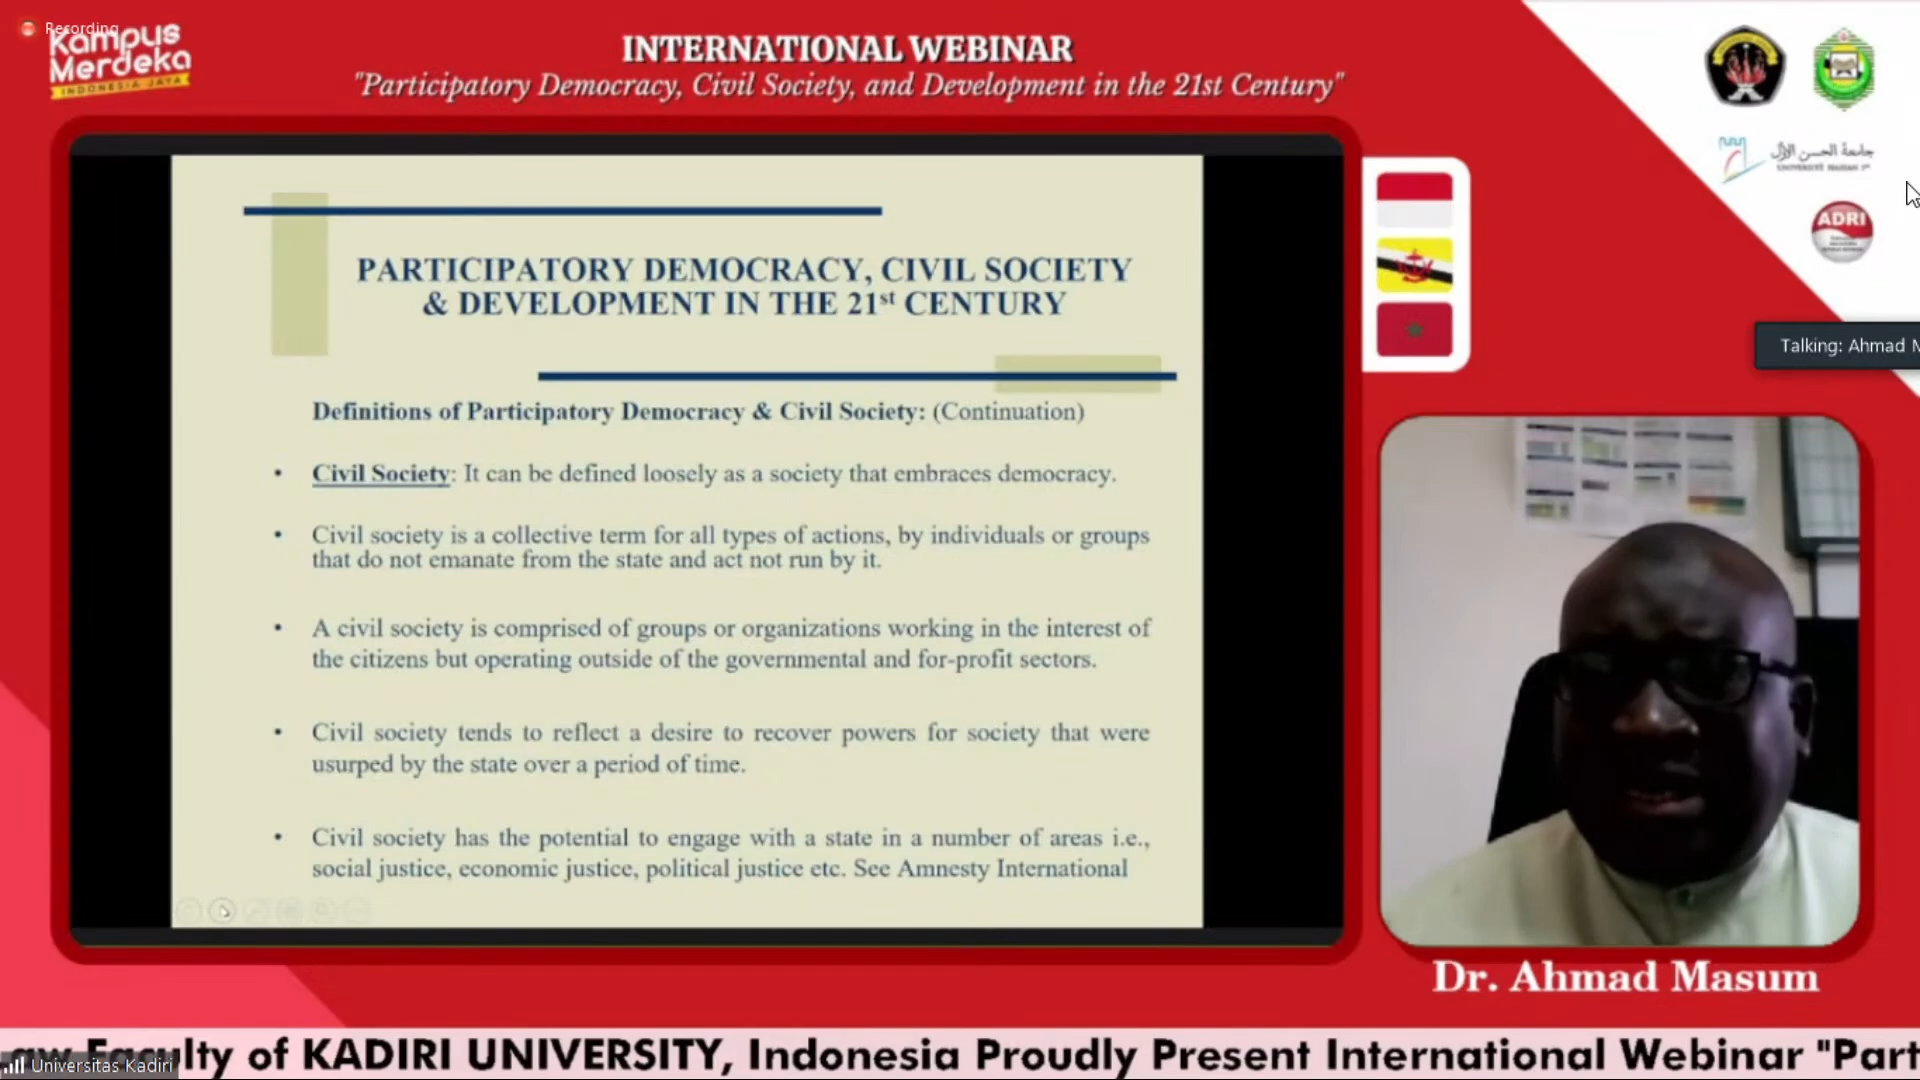 Recording
Kampus
Merdeka
INDONESIA JAYA
INTERNATIONAL WEBINAR
"Participatory Democracy, Civil Society, and Development in the 21st Century"
جامعة الحسن الأول
UNIVERSITÉ HASSAN 1er
ADRI
PARTICIPATORY DEMOCRACY, CIVIL SOCIETY
& DEVELOPMENT IN THE 21st CENTURY
Talking: Ahmad M
Definitions of Participatory Democracy & Civil Society: (Continuation)
• Civil Society: It can be defined loosely as a society that embraces democracy.
• Civil society is a collective term for all types of actions, by individuals or groups
that do not emanate from the state and act not run by it.
• A civil society is comprised of groups or organizations working in the interest of
the citizens but operating outside of the governmental and for-profit sectors.
• Civil society tends to reflect a desire to recover powers for society that were
usurped by the state over a period of time.
• Civil society has the potential to engage with a state in a number of areas i.e.,
social justice, economic justice, political justice etc. See Amnesty International
Dr. Ahmad Masum
aw Faculty of KADIRI UNIVERSITY, Indonesia Proudly Present International Webinar "Part
Universitas Kadiri